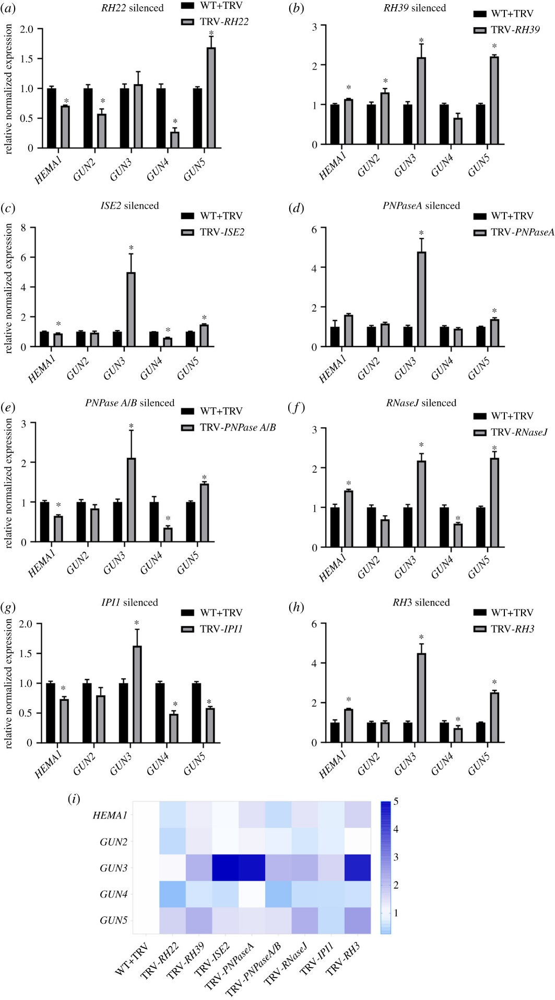 (a)
RH22 silenced
WT+TRV
TRV-RH22
relative normalized expression
2.0
1.5
1.0
0.5
0
HEMA1
GUN2
GUN3
GUN4
GUN5
*
*
*
*
(b)
RH39 silenced
WT+TRV
TRV-RH39
3
2
1
0
HEMA1
GUN2
GUN3
GUN4
GUN5
*
*
*
*
(c)
ISE2 silenced
WT+TRV
TRV-ISE2
relative normalized expression
8
6
4
2
0
HEMA1
GUN2
GUN3
GUN4
GUN5
*
*
*
*
(d)
PNPaseA silenced
WT+TRV
TRV-PNPaseA
6
4
2
0
HEMA1
GUN2
GUN3
GUN4
GUN5
*
*
(e)
PNPase A/B silenced
WT+TRV
TRV-PNPase A/B
relative normalized expression
3
2
1
0
HEMA1
GUN2
GUN3
GUN4
GUN5
*
*
*
*
(f)
RNaseJ silenced
WT+TRV
TRV-RNaseJ
3
2
1
0
HEMA1
GUN2
GUN3
GUN4
GUN5
*
*
*
*
(g)
IPI1 silenced
WT+TRV
TRV-IPI1
relative normalized expression
2.0
1.5
1.0
0.5
0
HEMA1
GUN2
GUN3
GUN4
GUN5
*
*
*
*
(h)
RH3 silenced
WT+TRV
TRV-RH3
6
4
2
0
HEMA1
GUN2
GUN3
GUN4
GUN5
*
*
*
*
(i)
HEMA1
GUN2
GUN3
GUN4
GUN5
WT+TRV
TRV-RH22
TRV-RH39
TRV-ISE2
TRV-PNPaseA
TRV-PNPaseA/B
TRV-RNaseJ
TRV-IPI1
TRV-RH3
5
4
3
2
1